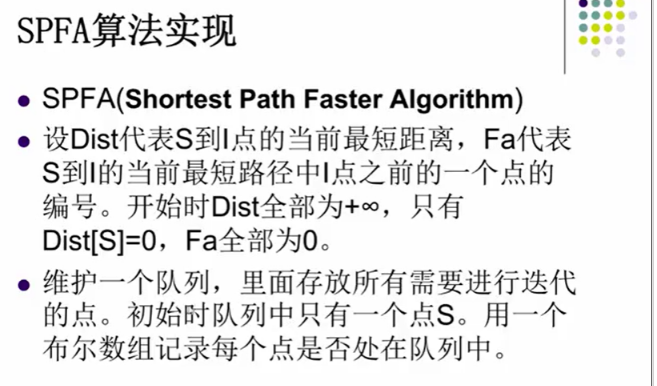 SPFA算法实现
SPFA(Shortest Path Faster Algorithm)
设Dist代表S到I点的当前最短距离，Fa代表
S到I的当前最短路径中I点之前的一个点的
编号。开始时Dist全部为+∞，只有
Dist[S]=0，Fa全部为0。
维护一个队列，里面存放所有需要进行迭代
的点。初始时队列中只有一个点S。用一个
布尔数组记录每个点是否处在队列中。